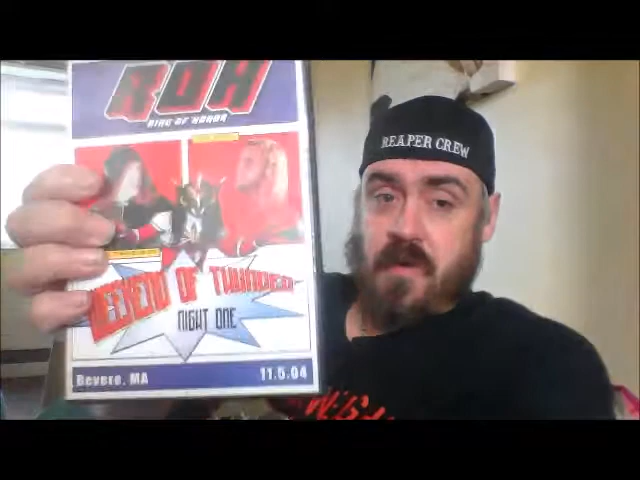 ROH
RING OF HONOR
WEEKEND OF THUNDER
NIGHT ONE
Revere, MA
11.5.04
REAPER CREW